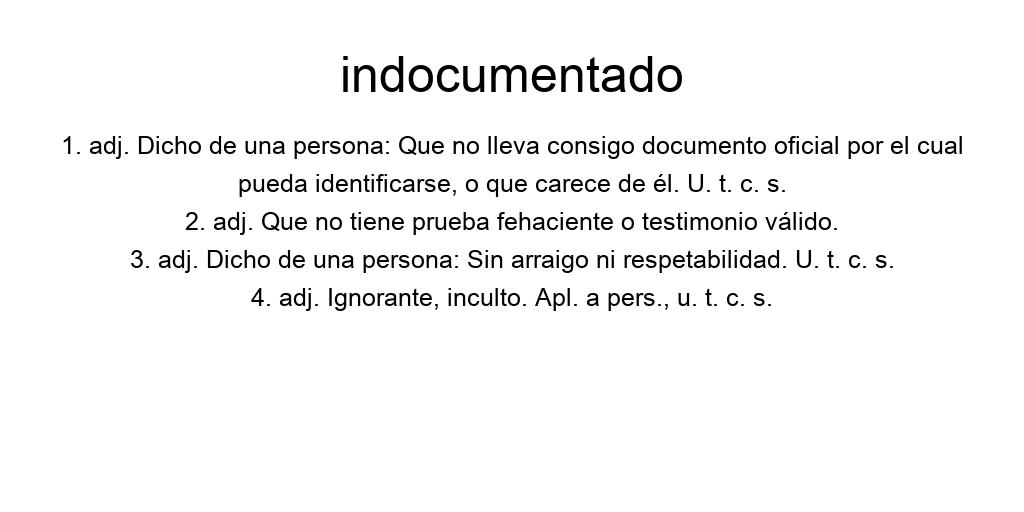 indocumentado
1. adj. Dicho de una persona: Que no lleva consigo documento oficial por el cual
pueda identificarse, o que carece de él. U. t. c. s.
2. adj. Que no tiene prueba fehaciente o testimonio válido.
3. adj. Dicho de una persona: Sin arraigo ni respetabilidad. U. t. c. s.
4. adj. Ignorante, inculto. Apl. a pers., u. t. c. s.